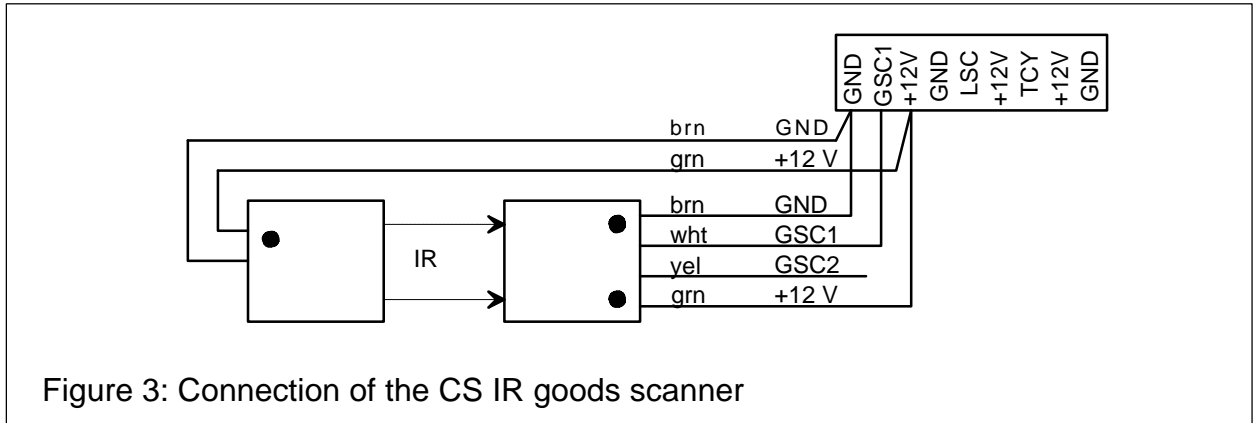 GND GSC1 +12V GND LSC +12V TCY +12V GND
brn GND
grn +12 V
brn GND
wht GSC1
IR
yel GSC2
grn +12 V
Figure 3: Connection of the CS IR goods scanner